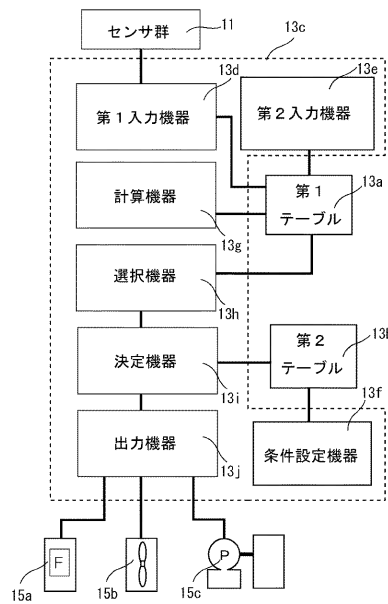 センサ群
11
13c
13d
13e
第1入力機器
第2入力機器
第1
テーブル
13a
計算機器
13g
選択機器
13h
第2
テーブル
13b
決定機器
13i
13f
条件設定機器
出力機器
13j
F
15a
15b
P
15c